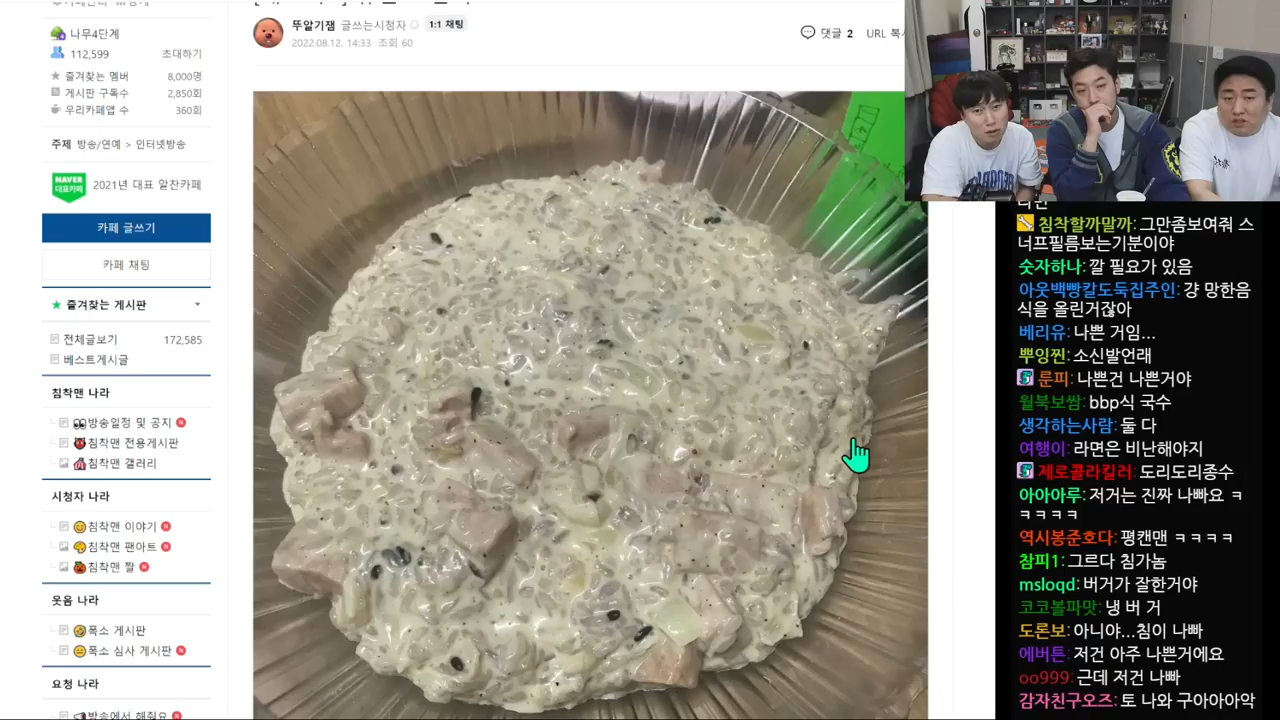 나무4단계
112,599 초대하기
즐겨찾는 멤버 8,000명
게시판 구독수 2,850회
우리카페앱 수 360회
주제 방송/연예 > 인터넷방송
NAVER
대표카페
2021년 대표 알찬카페
카페 글쓰기
카페 채팅
즐겨찾는 게시판
전체글보기 172,585
베스트게시글
침착맨 나라
방송일정 및 공지 N
침착맨 전용게시판
침착맨 갤러리
시청자 나라
침착맨 이야기 N
침착맨 팬아트 N
침착맨 짤 N
웃음 나라
폭소 게시판
폭소 심사 게시판 N
요청 나라
방송에서 해줘요 N
뚜알기잼 글쓰는시청자 1:1 채팅
2022.08.12. 14:33 조회 60
댓글 2 URL 복사
침착할까말까: 그만좀보여줘 스
너프필름보는기분이야
숫자하나: 깔 필요가 있음
아웃백빵칼도둑집주인: 걍 망한음
식을 올린거잖아
베리유: 나쁜 거임...
뿌잉찐: 소신발언래
룬피: 나쁜건 나쁜거야
월북보쌈: bbp식 국수
생각하는사람: 둘 다
여행이: 라면은 비난해야지
제로콜라킬러: 도리도리종수
아아아루: 저거는 진짜 나빠요 ㅋ
ㅋㅋㅋㅋ
역시봉준호다: 평캔맨 ㅋㅋㅋㅋ
참피1: 그르다 침가놈
msloqd: 버거가 잘한거야
코코볼파맛: 냉 버 거
도론보: 아니야...침이 나빠
에버튼: 저건 아주 나쁜거에요
oo999: 근데 저건 나빠
감자친구오즈: 토 나와 구아아아악